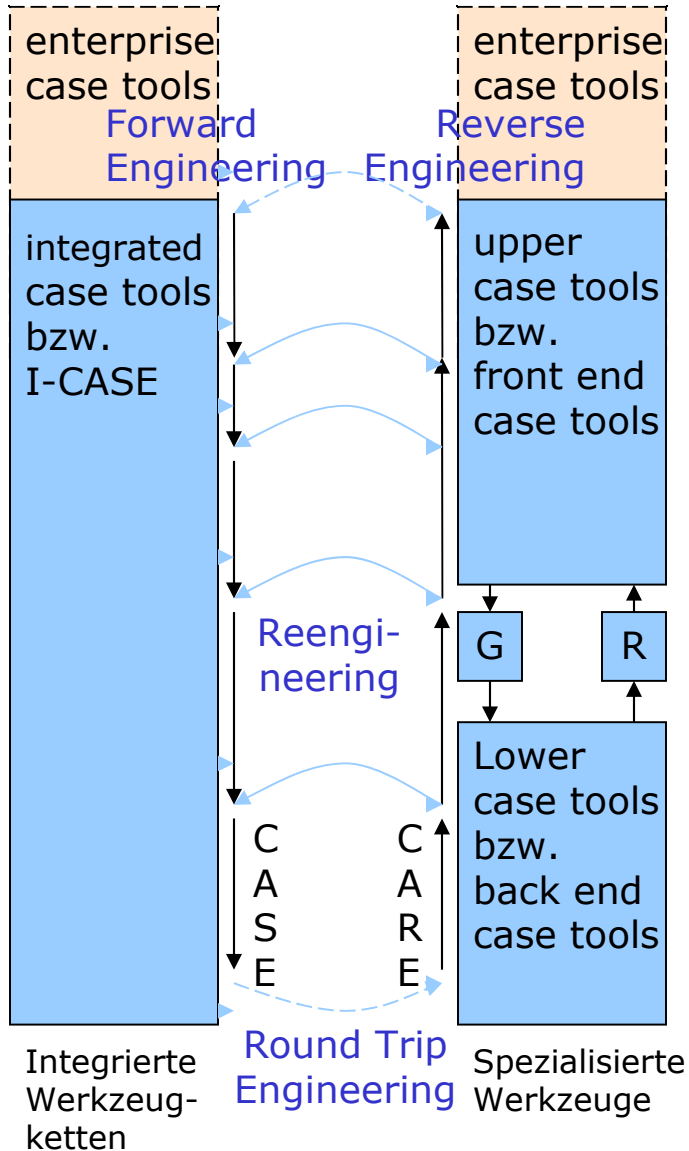 enterprise
case tools
enterprise
case tools
Forward
Engineering
Reverse
Engineering
integrated
case tools
bzw.
I-CASE
upper
case tools
bzw.
front end
case tools
Reengi-
neering
G
R
C
A
S
E
C
A
R
E
Lower
case tools
bzw.
back end
case tools
Round Trip
Engineering
Integrierte
Werkzeug-
ketten
Spezialisierte
Werkzeuge